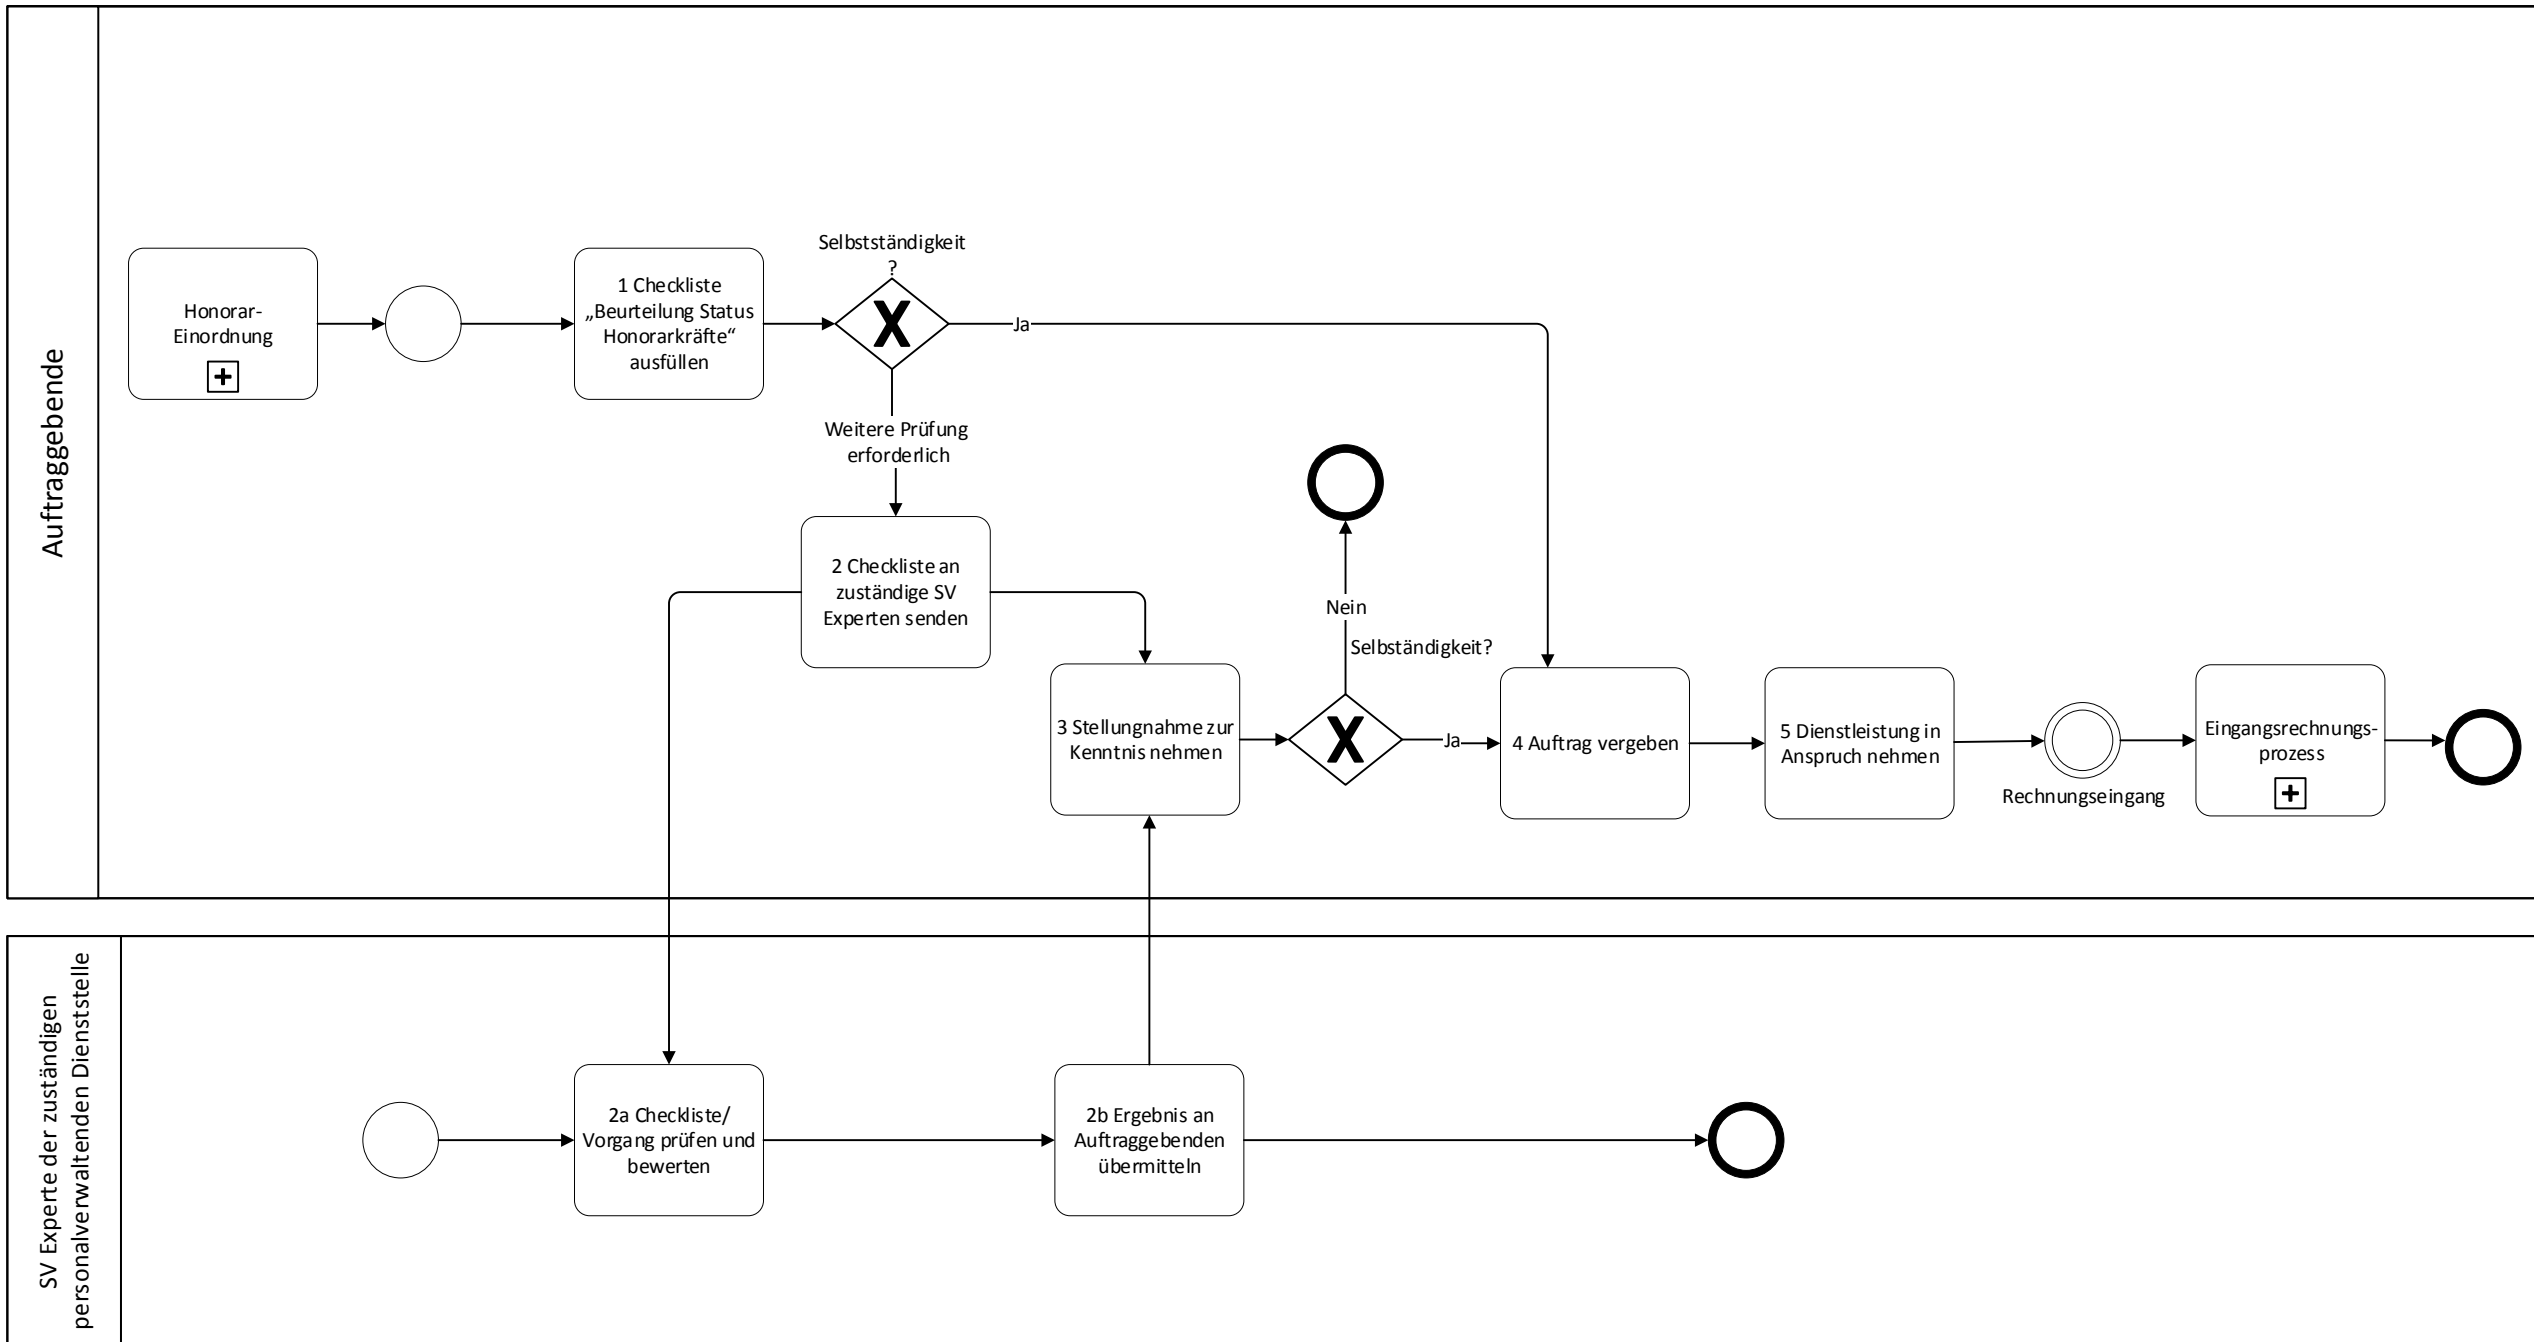 Auftraggebende
Honorar-
Einordnung
1 Checkliste
„Beurteilung Status
Honorarkräfte“
ausfüllen
Selbstständigkeit
?
Ja
Weitere Prüfung
erforderlich
2 Checkliste an
zuständige SV
Experten senden
3 Stellungnahme zur
Kenntnis nehmen
Nein
Selbständigkeit?
Ja
4 Auftrag vergeben
5 Dienstleistung in
Anspruch nehmen
Rechnungseingang
Eingangsrechnungs-
prozess
SV Experte der zuständigen
personalverwaltenden Dienststelle
2a Checkliste/
Vorgang prüfen und
bewerten
2b Ergebnis an
Auftraggebenden
übermitteln